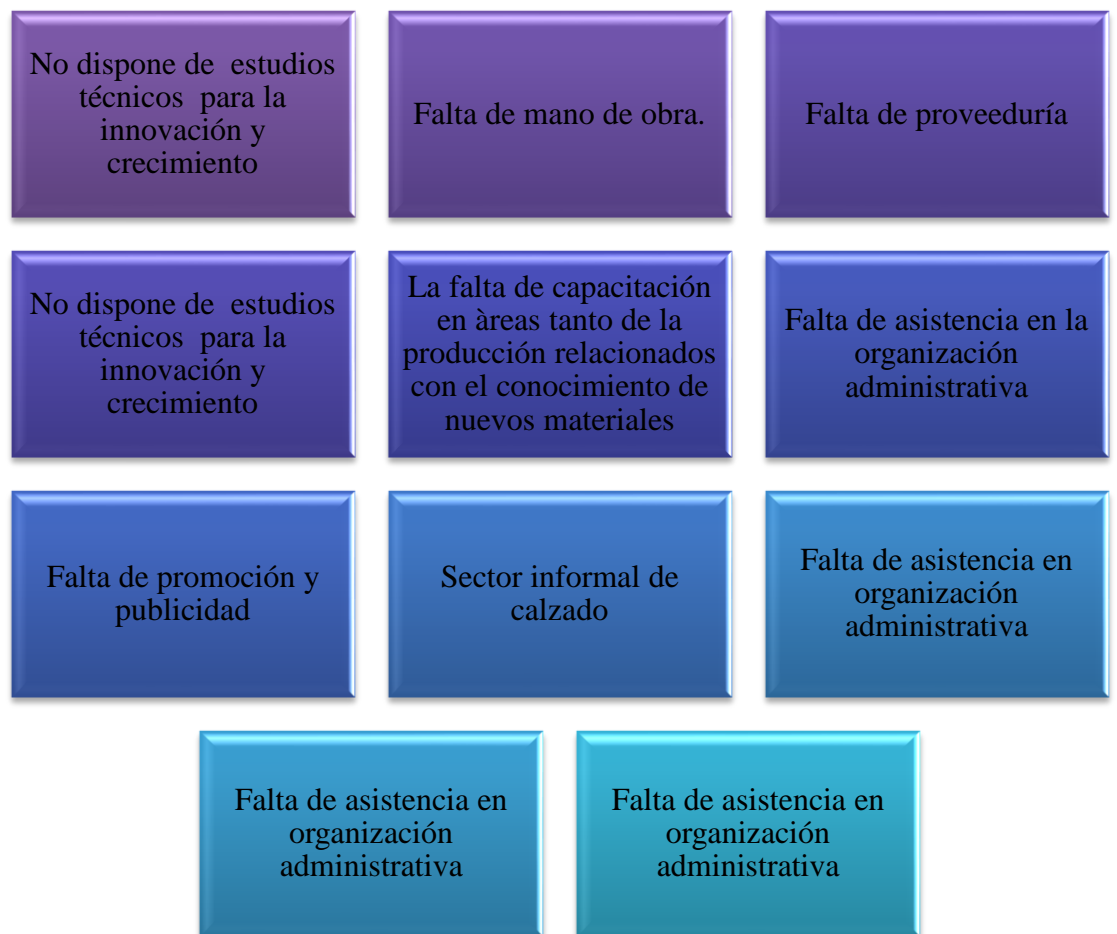 No dispone de  estudios
técnicos  para la
innovación y
crecimiento
Falta de mano de obra.
Falta de proveeduría
No dispone de  estudios
técnicos  para la
innovación y
crecimiento
La falta de capacitación
en àreas tanto de la
producción relacionados
con el conocimiento de
nuevos materiales
Falta de asistencia en la
organización
administrativa
Falta de promoción y
publicidad
Sector informal de
calzado
Falta de asistencia en
organización
administrativa
Falta de asistencia en
organización
administrativa
Falta de asistencia en
organización
administrativa